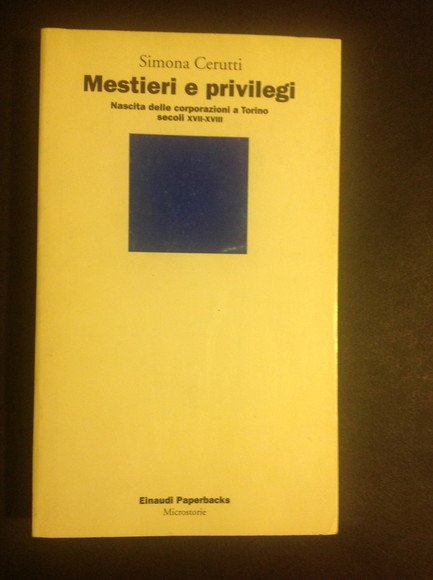 Simona Cerutti
Mestieri e privilegi
Nascita delle corporazioni a Torino
secoli XVII-XVIII
Einaudi Paperbacks
Microstorie